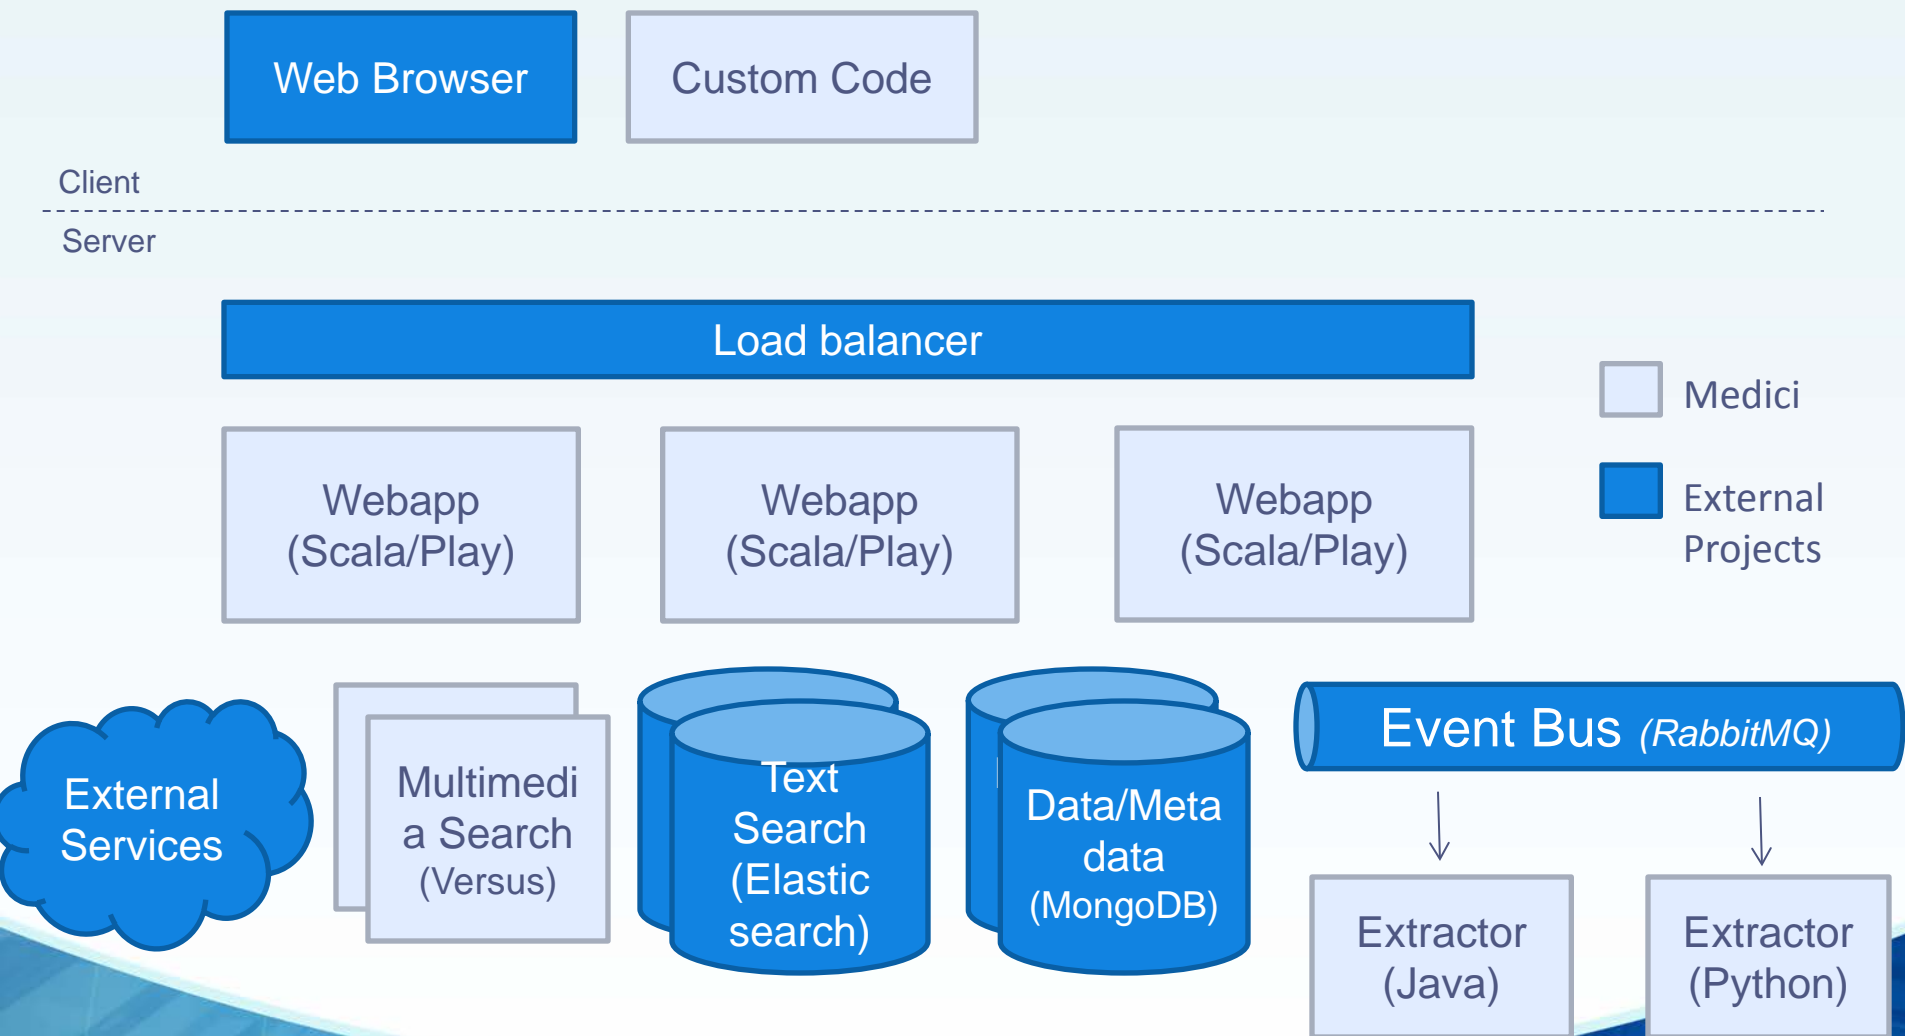 Web Browser
Custom Code
Client
Server
Load balancer
Medici
External
Projects
Webapp
(Scala/Play)
Webapp
(Scala/Play)
Webapp
(Scala/Play)
External
Services
Multimedi
a Search
(Versus)
Text
Search
(Elastic
search)
Data/Meta
data
(MongoDB)
Event Bus (RabbitMQ)
Extractor
(Java)
Extractor
(Python)